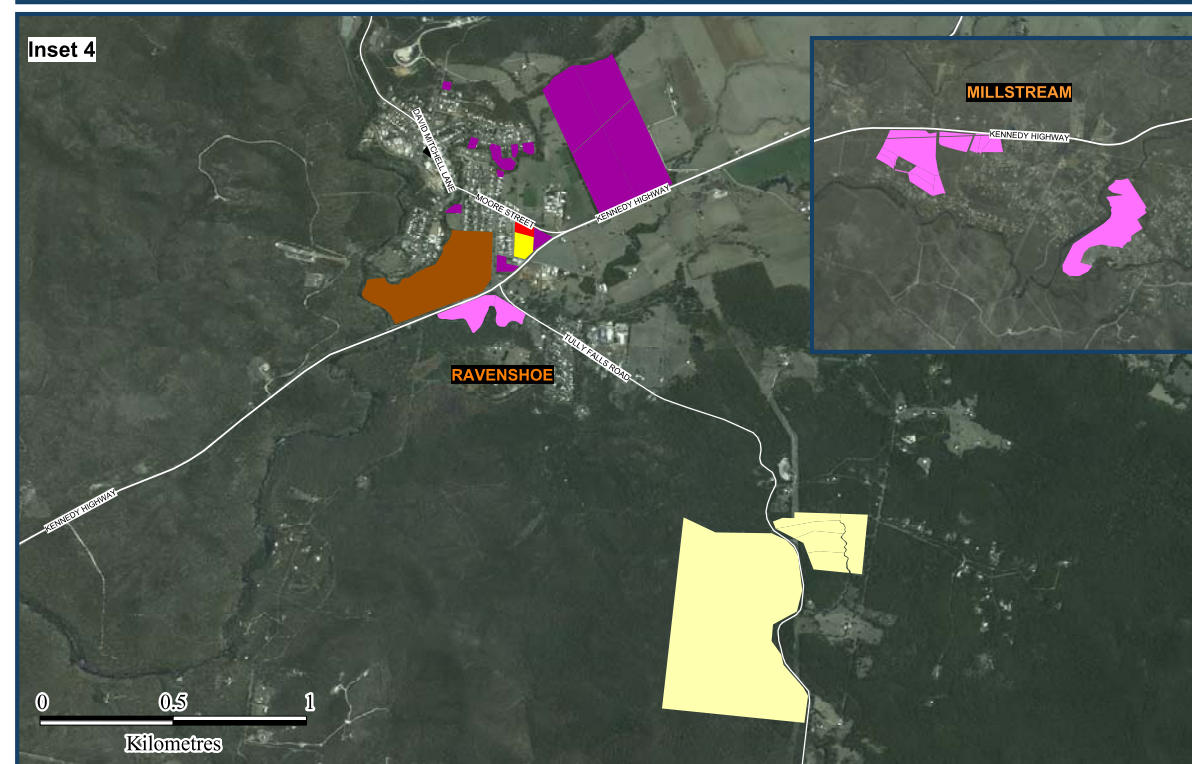 Inset 4
MILLSTREAM
KENNEDY HIGHWAY
DAVID MITCHELL LANE
MOORE STREET
KENNEDY HIGHWAY
TULLY FALLS ROAD
RAVENSHOE
KENNEDY HIGHWAY
0 0.5 1
Kilometres